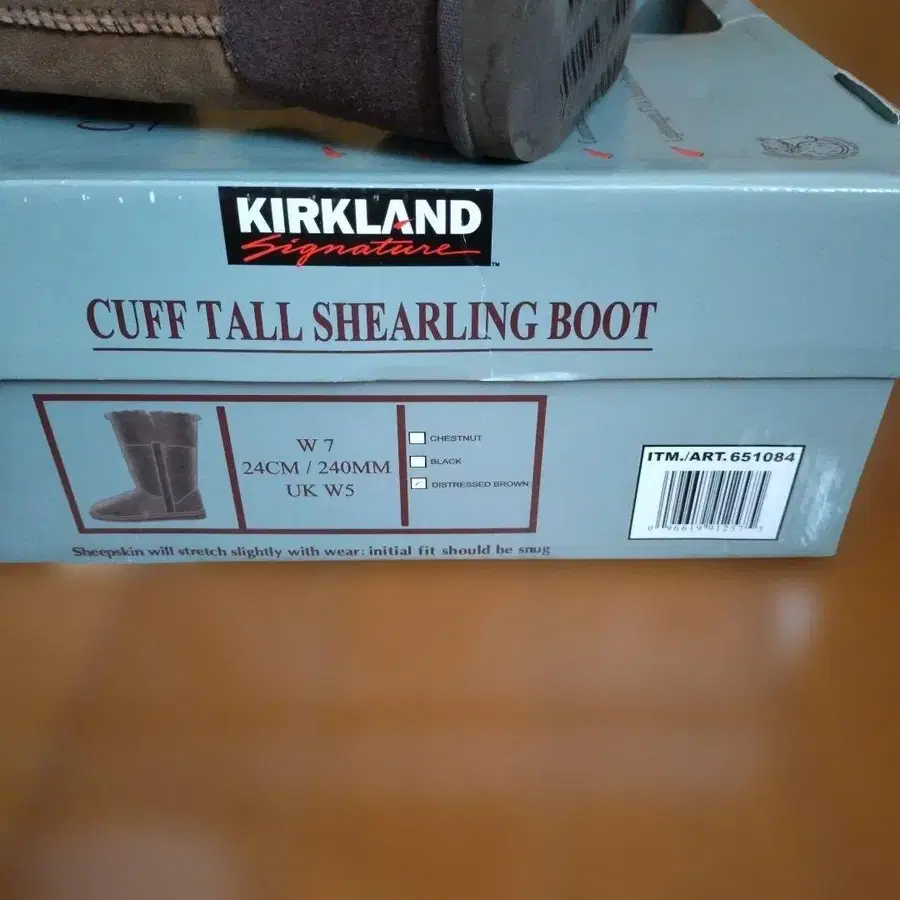 KIRKLAND
Signature
TM
CUFF TALL SHEARLING BOOT
W 7
24CM / 240MM
UK W5
CHESTNUT
BLACK
DISTRESSED BROWN
ITM./ART. 651084
Sheepskin will stretch slightly with wear: initial fit should be snug